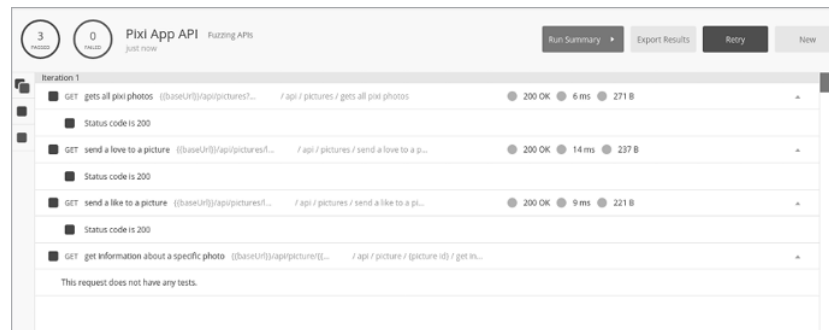 3
PASSED
0
FAILED
Pixi App API Fuzzing APIs
Just now
Run Summary Export Results Retry New
Iteration 1
GET gets all pixi photos {{baseUrl}}/api/pictures?... / api / pictures / gets all pixi photos 200 OK 6 ms 271 B
Status code is 200
GET send a love to a picture {{baseUrl}}/api/pictures/l... / api / pictures / send a love to a p... 200 OK 14 ms 237 B
Status code is 200
GET send a like to a picture {{baseUrl}}/api/pictures/l... / api / pictures / send a like to a pi... 200 OK 9 ms 221 B
Status code is 200
GET get information about a specific photo {{baseUrl}}/api/picture/{{... / api / picture / {picture id} / get in...
This request does not have any tests.